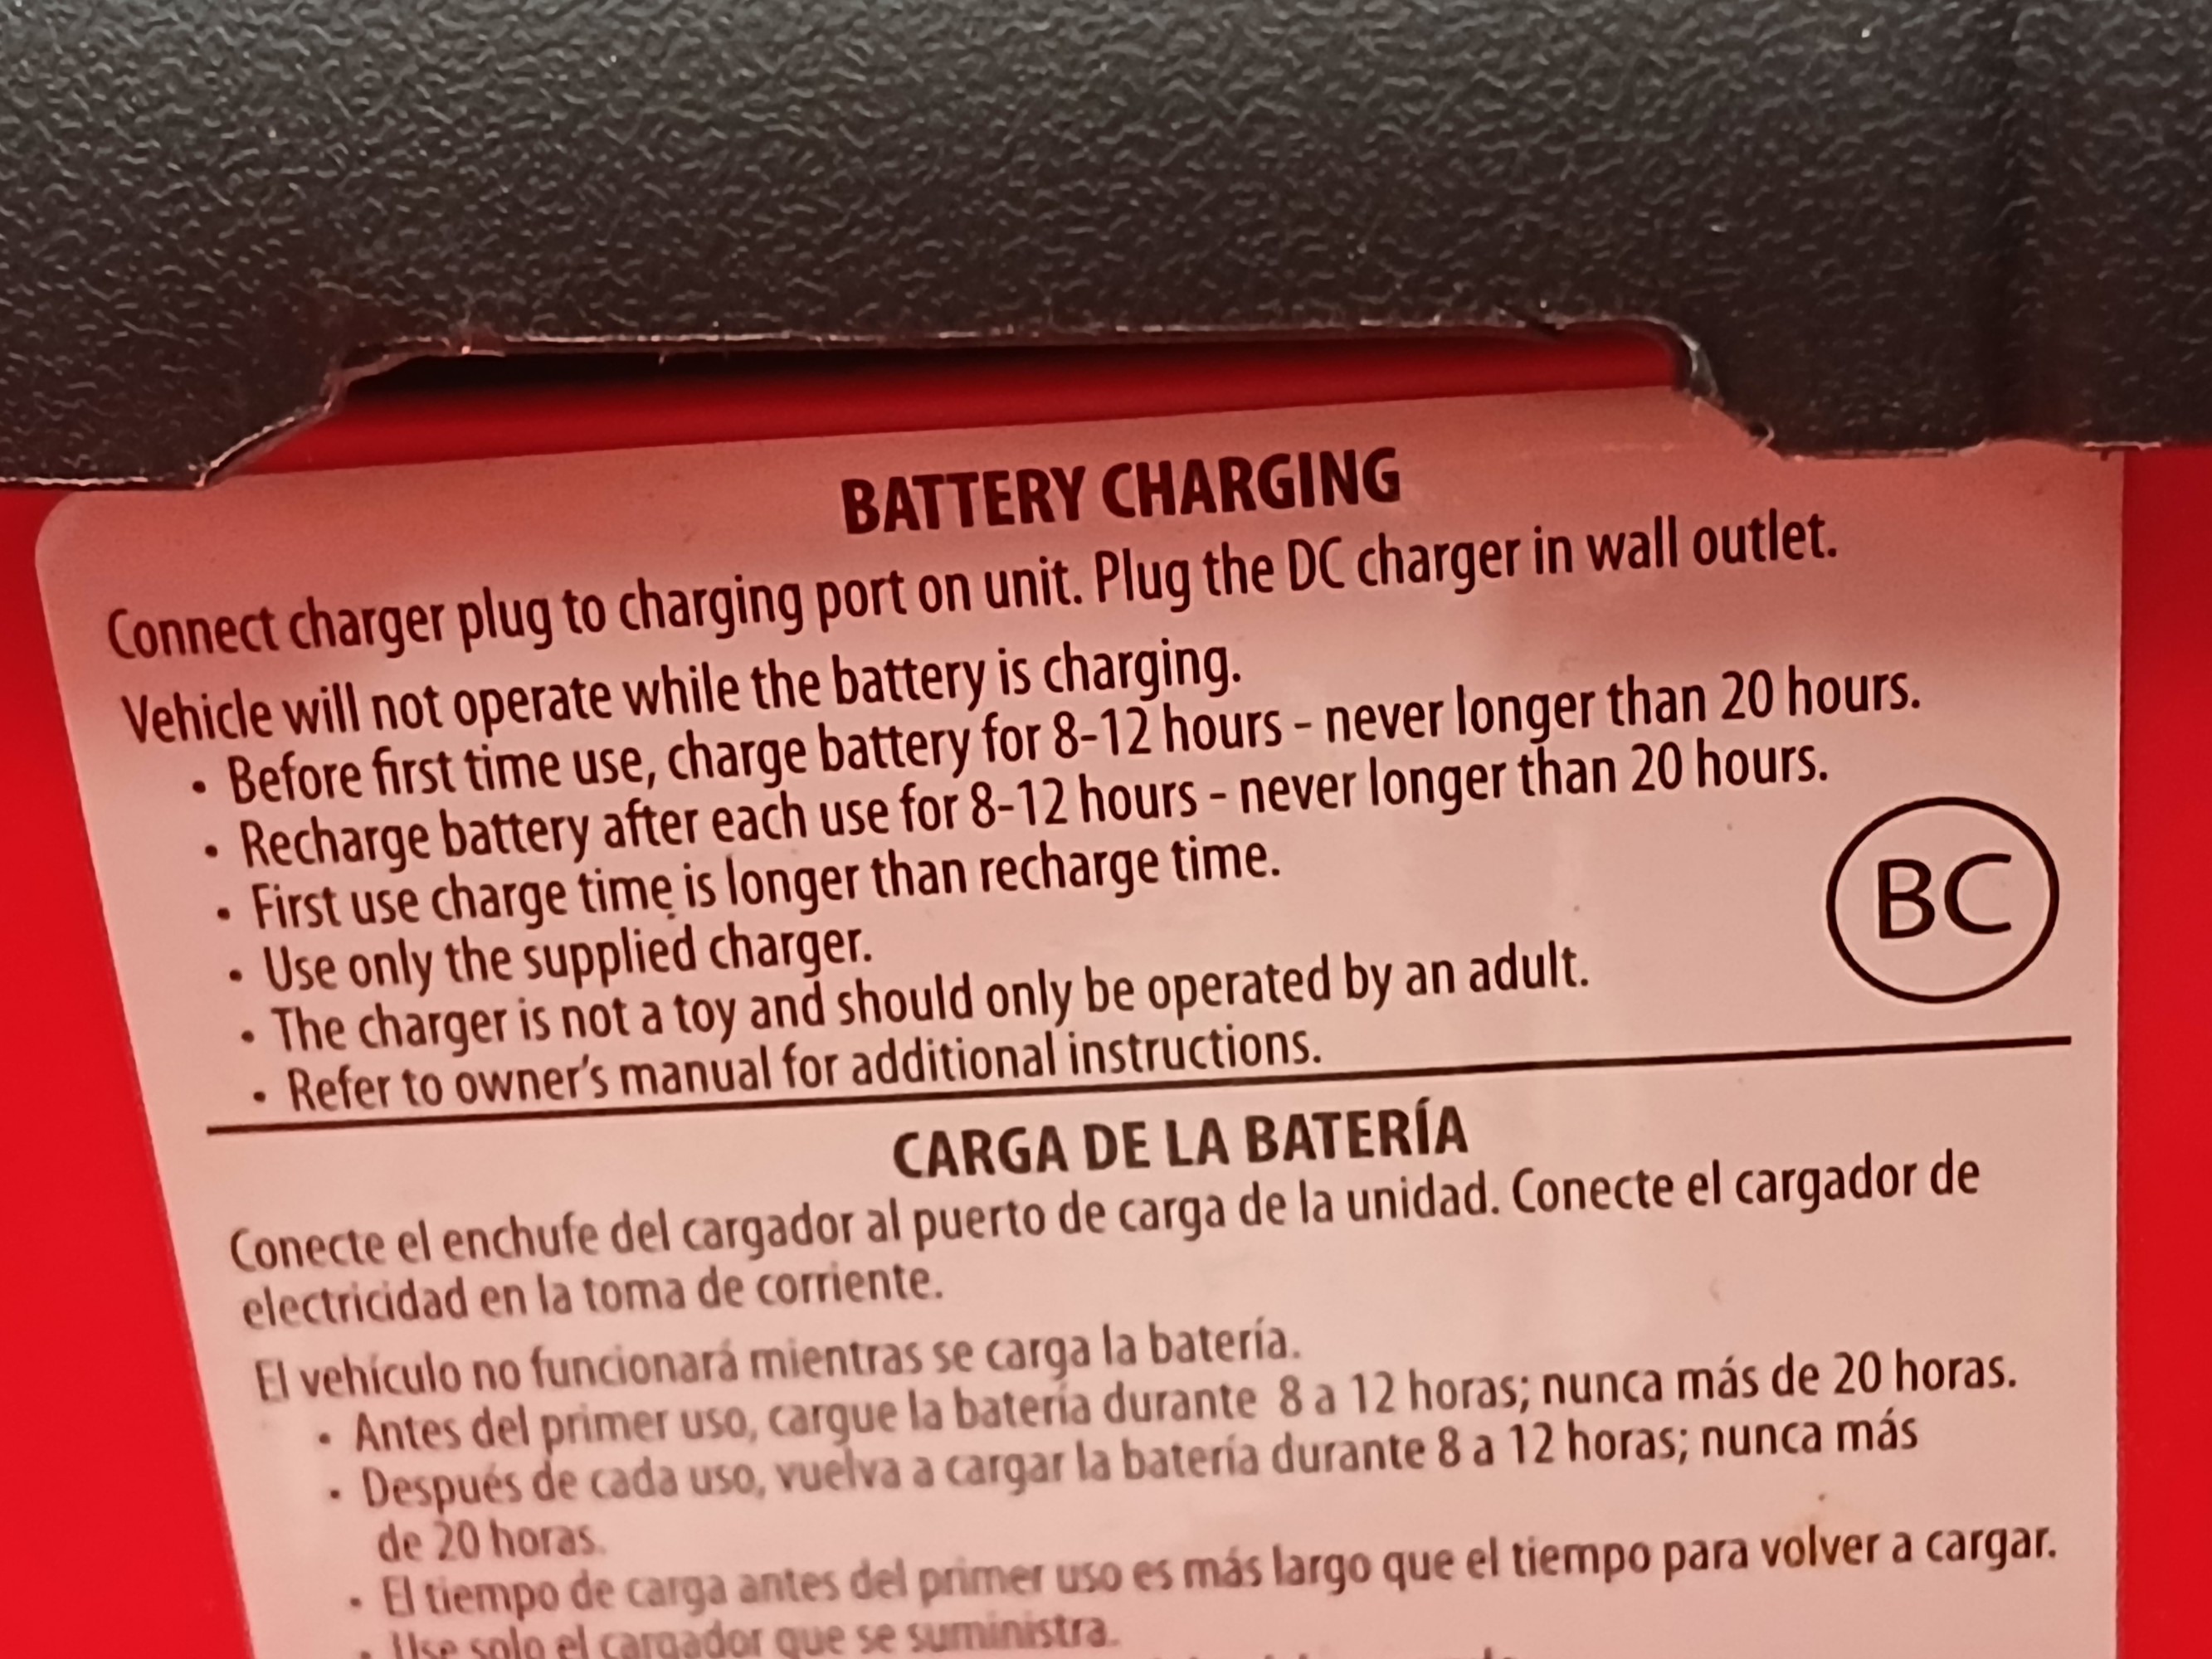 BATTERY CHARGING
Connect charger plug to charging port on unit. Plug the DC charger in wall outlet.
Vehicle will not operate while the battery is charging.
• Before first time use, charge battery for 8-12 hours - never longer than 20 hours.
• Recharge battery after each use for 8-12 hours - never longer than 20 hours.
• First use charge time is longer than recharge time.
• Use only the supplied charger.
• The charger is not a toy and should only be operated by an adult.
• Refer to owner's manual for additional instructions.
BC
CARGA DE LA BATERÍA
Conecte el enchufe del cargador al puerto de carga de la unidad. Conecte el cargador de
electricidad en la toma de corriente.
El vehículo no funcionará mientras se carga la batería.
• Antes del primer uso, cargue la batería durante 8 a 12 horas; nunca más de 20 horas.
• Después de cada uso, vuelva a cargar la batería durante 8 a 12 horas; nunca más
de 20 horas.
• El tiempo de carga antes del primer uso es más largo que el tiempo para volver a cargar.
• Use solo el cargador que se suministra.